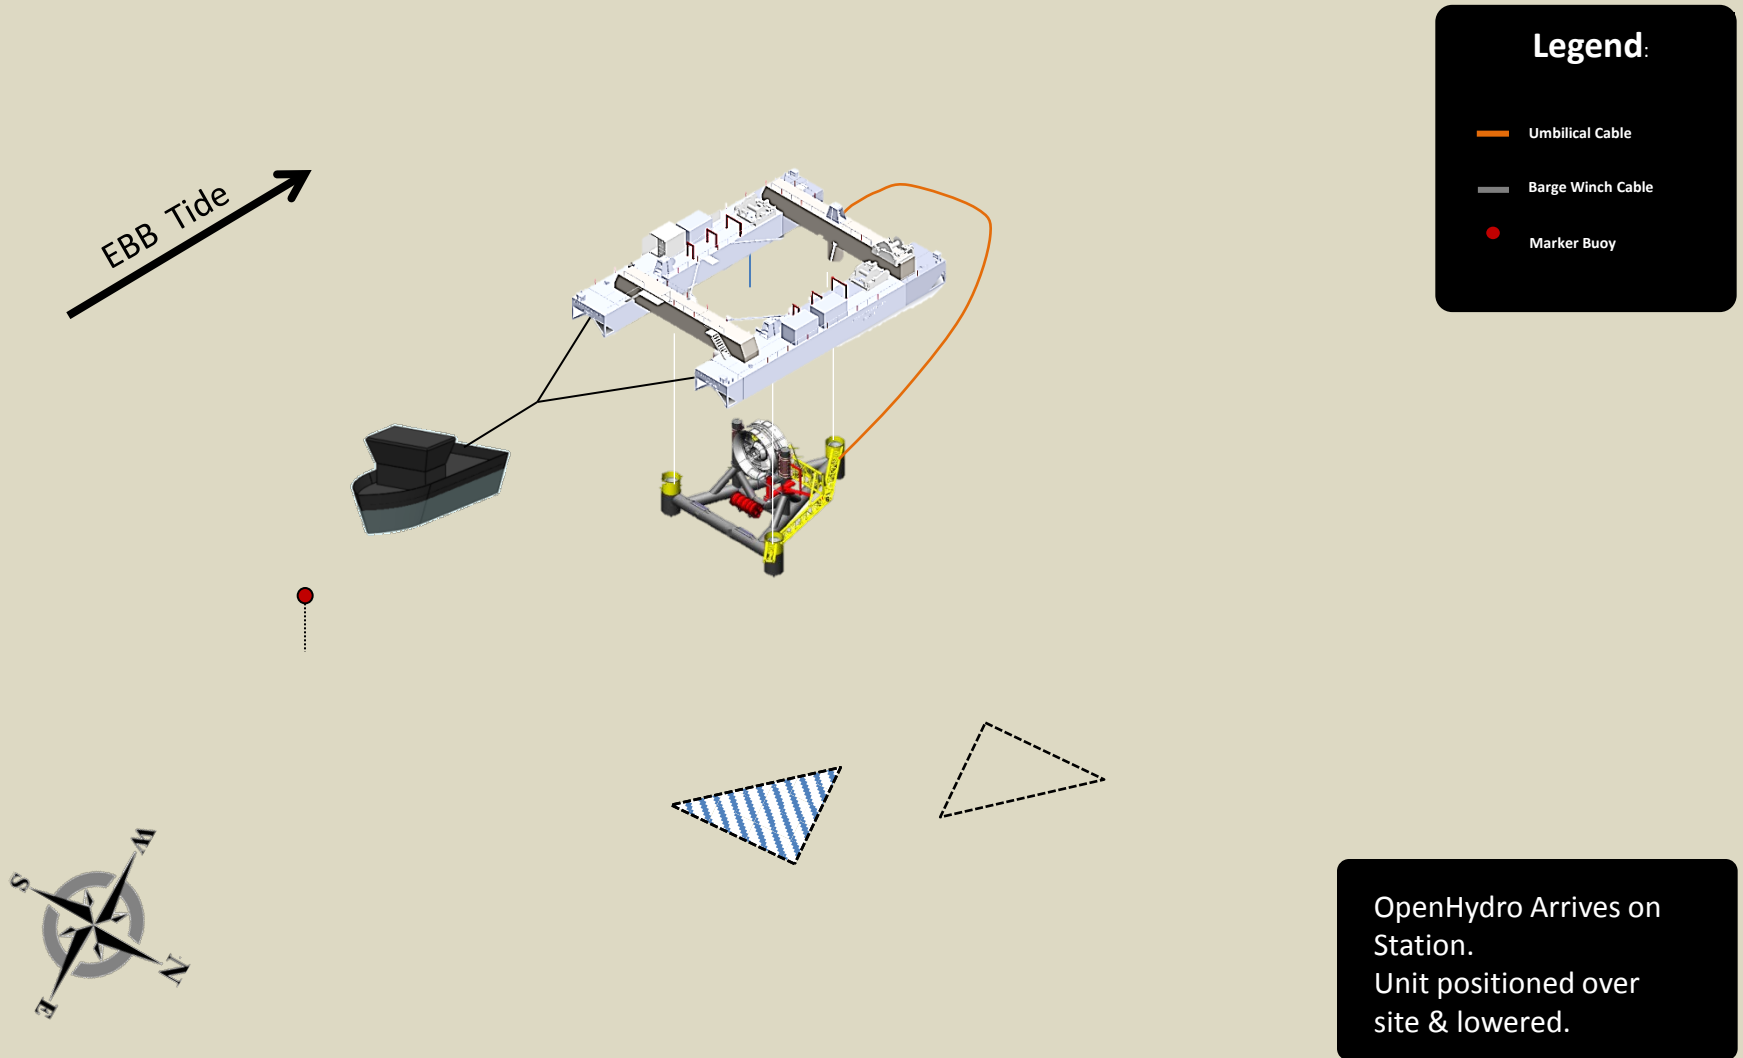 Legend:
Umbilical Cable
Barge Winch Cable
Marker Buoy
EBB Tide
W
S
N
E
OpenHydro Arrives on
Station.
Unit positioned over
site & lowered.